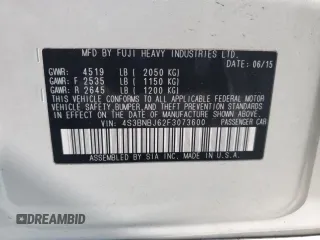 MFD BY FUJI HEAVY INDUSTRIES LTD.
DATE: 06/15
GVWR: 4519 LB ( 2050 KG)
GAWR: F 2535 LB ( 1150 KG)
GAWR: R 2645 LB ( 1200 KG)
THIS VEHICLE CONFORMS TO ALL APPLICABLE FEDERAL MOTOR VEHICLE
SAFETY, BUMPER, AND THEFT PREVENTION STANDARDS IN EFFECT ON THE
DATE OF MANUFACTURE SHOWN ABOVE.
VIN: 4S3BNBJ62F3073600 PASSENGER CAR
ASSEMBLED BY SIA INC. MADE IN U.S.A.
4DREAMBID